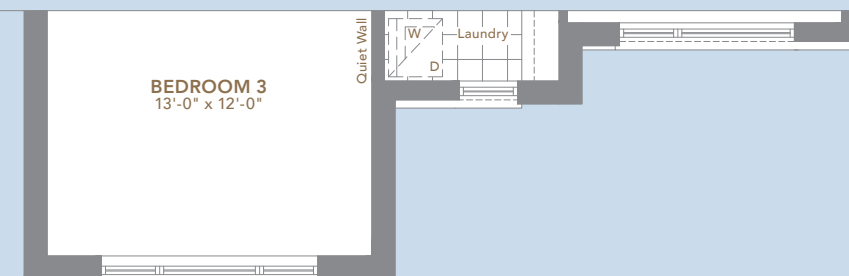 BEDROOM 3
13'-0" x 12'-0"
Quiet Wall
W
Laundry
D